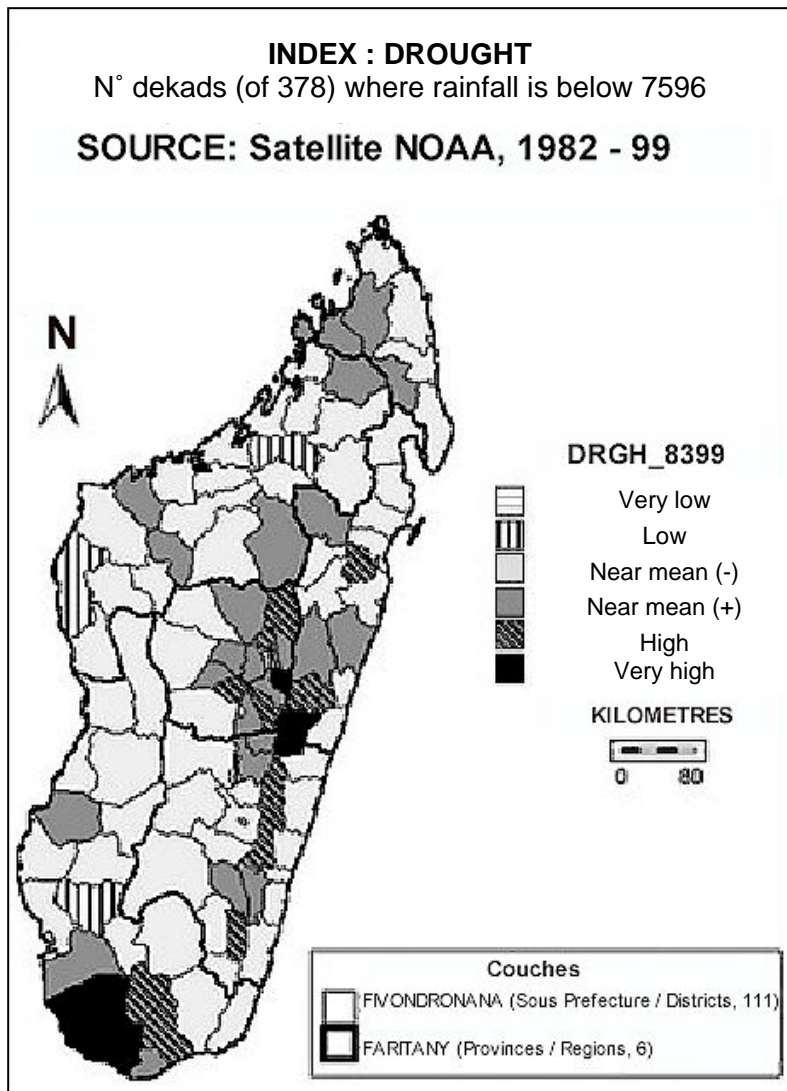 INDEX : DROUGHT
N° dekads (of 378) where rainfall is below 7596
SOURCE: Satellite NOAA, 1982 - 99
N
DRGH_8399
Very low
Low
Near mean (-)
Near mean (+)
High
Very high
KILOMETRES
0 80
Couches
FIVONDRONANA (Sous Prefecture / Districts, 111)
FARITANY (Provinces / Regions, 6)